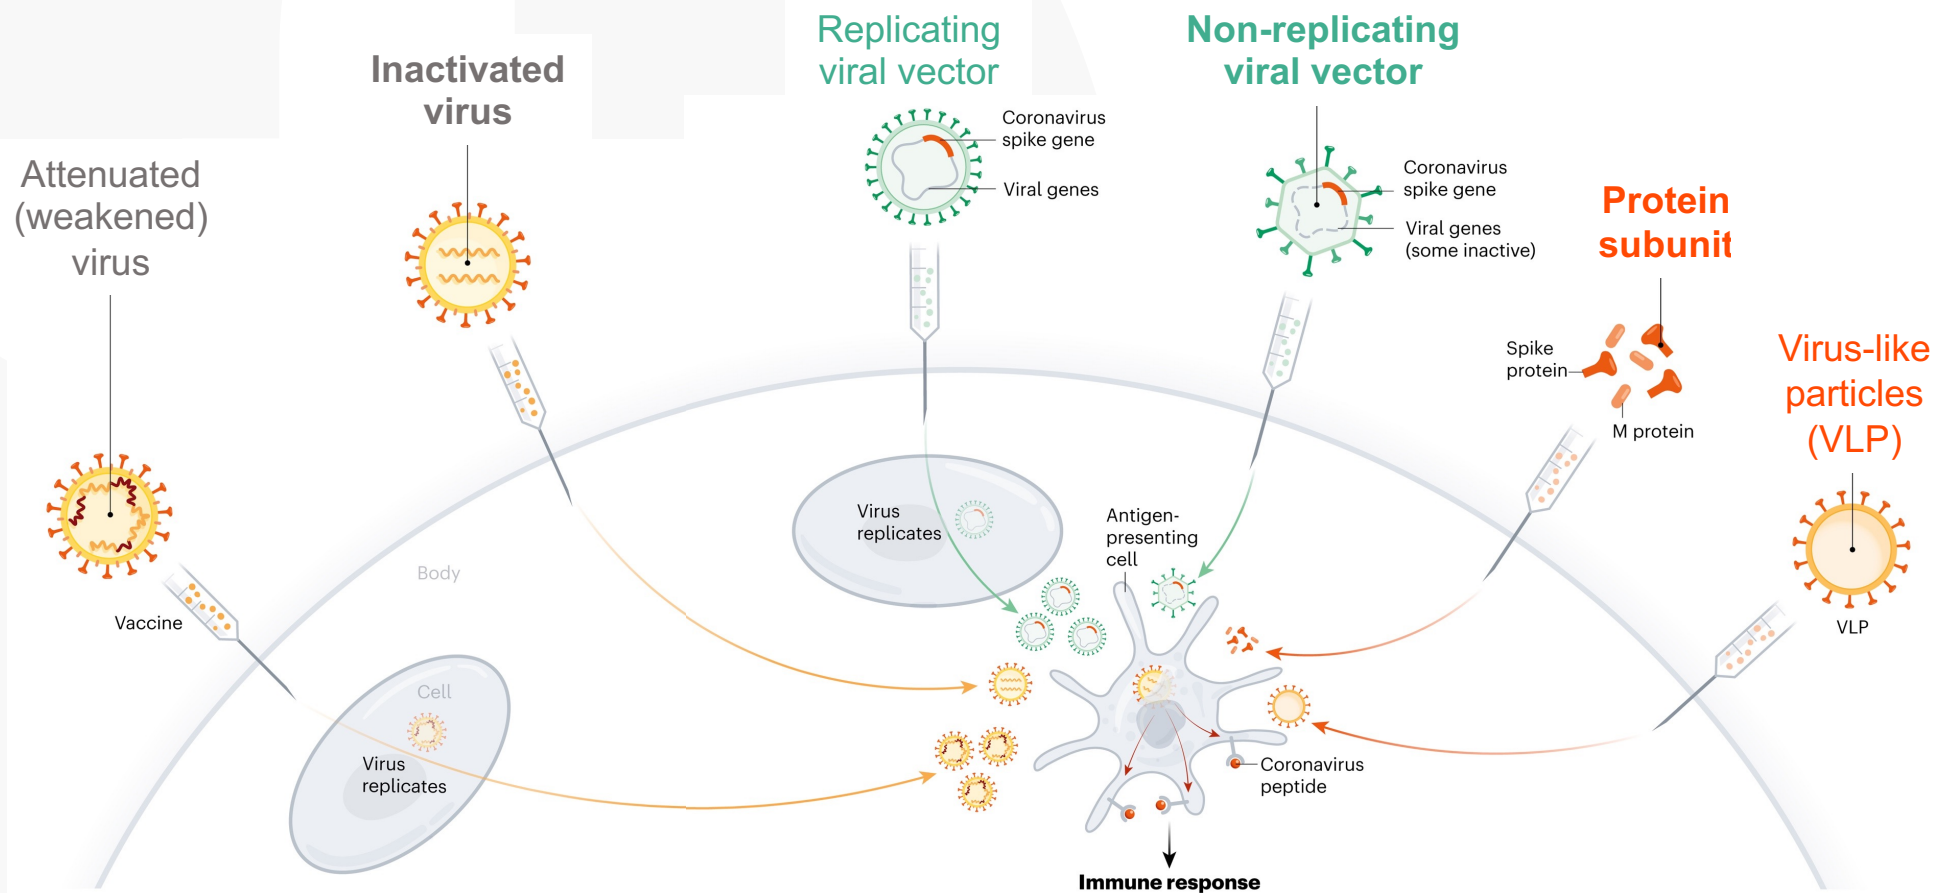 Attenuated
(weakened)
virus
Inactivated
virus
Replicating
viral vector
Coronavirus
spike gene
Viral genes
Non-replicating
viral vector
Coronavirus
spike gene
Viral genes
(some inactive)
Protein
subunit
Spike
protein
M protein
Virus-like
particles
(VLP)
VLP
Vaccine
Body
Cell
Virus
replicates
Virus
replicates
Antigen-
presenting
cell
Coronavirus
peptide
Immune response